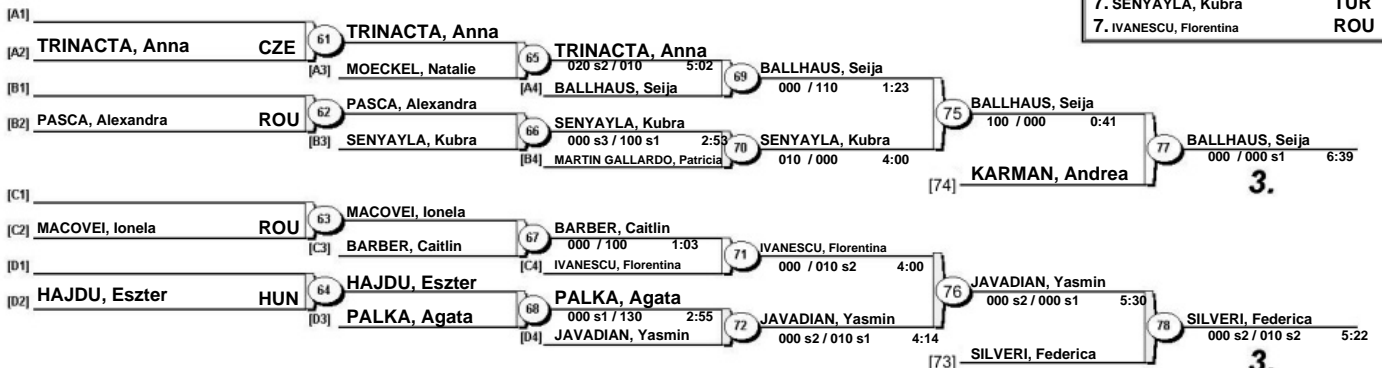 7. SENYAYLA, Kubra TUR
7. IVANESCU, Florentina ROU
[A1]
[A2] TRINACTA, Anna CZE
61
TRINACTA, Anna
[A3] MOECKEL, Natalie
65
TRINACTA, Anna
020 s2 / 010 5:02
[A4] BALLHAUS, Seija
69
BALLHAUS, Seija
000 / 110 1:23
[B1]
[B2] PASCA, Alexandra ROU
62
PASCA, Alexandra
[B3] SENYAYLA, Kubra
66
SENYAYLA, Kubra
000 s3 / 100 s1 2:53
[B4] MARTIN GALLARDO, Patricia
70
SENYAYLA, Kubra
010 / 000 4:00
75
BALLHAUS, Seija
100 / 000 0:41
[74] KARMAN, Andrea
77
BALLHAUS, Seija
000 / 000 s1 6:39
3.
[C1]
[C2] MACOVEI, Ionela ROU
63
MACOVEI, Ionela
[C3] BARBER, Caitlin
67
BARBER, Caitlin
000 / 100 1:03
[C4] IVANESCU, Florentina
71
IVANESCU, Florentina
000 / 010 s2 4:00
[D1]
[D2] HAJDU, Eszter HUN
64
HAJDU, Eszter
[D3] PALKA, Agata
68
PALKA, Agata
000 s1 / 130 2:55
[D4] JAVADIAN, Yasmin
72
JAVADIAN, Yasmin
000 s2 / 010 s1 4:14
76
JAVADIAN, Yasmin
000 s2 / 000 s1 5:30
[73] SILVERI, Federica
78
SILVERI, Federica
000 s2 / 010 s2 5:22
3.